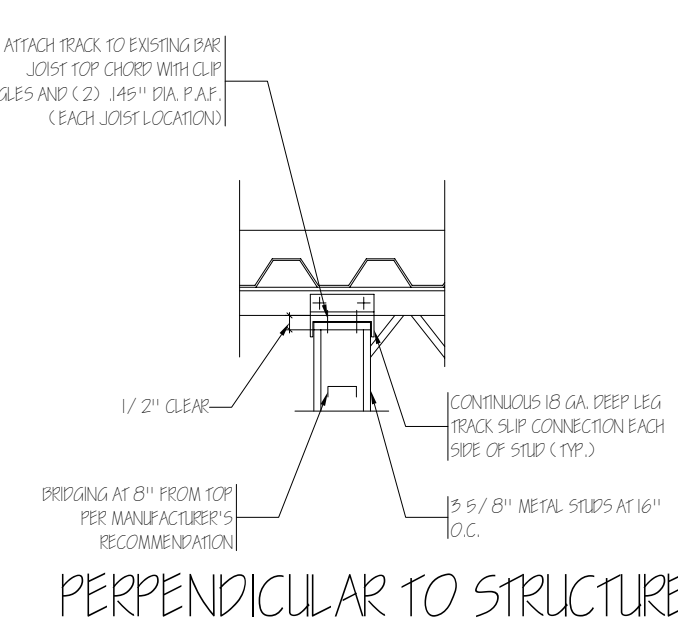 ATTACH TRACK TO EXISTING BAR
JOIST TOP CHORD WITH CLIP
GLES AND (2) .145" DIA. P.A.F.
(EACH JOIST LOCATION)
1/2" CLEAR
CONTINUOUS 18 GA. DEEP LEG
TRACK SLIP CONNECTION EACH
SIDE OF STUD (TYP.)
BRIDGING AT 8" FROM TOP
PER MANUFACTURER'S
RECOMMENDATION
3 5/8" METAL STUDS AT 16"
O.C.
PERPENDICULAR TO STRUCTURE